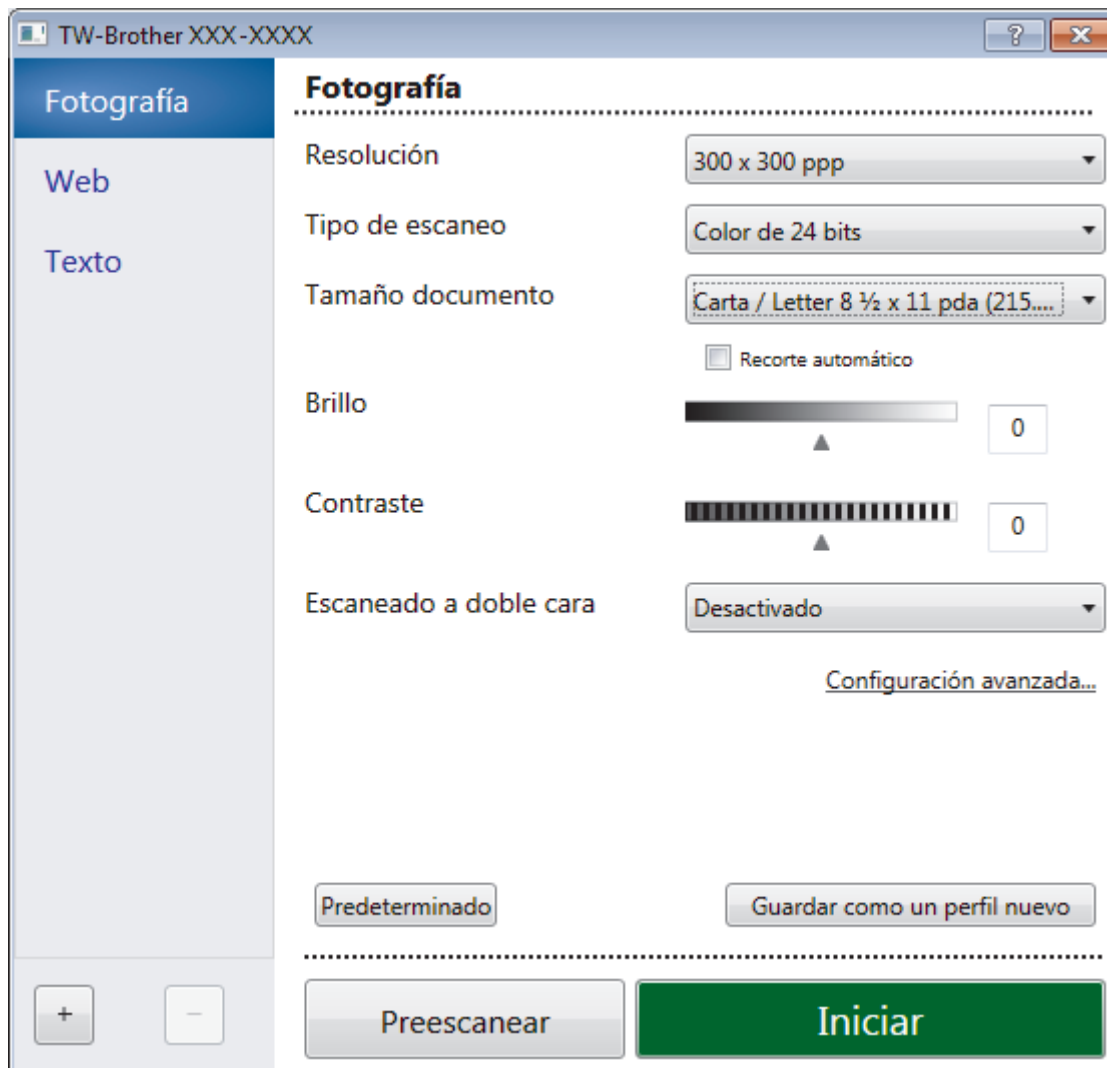 TW-Brother XXX-XXXX
?
Fotografía
Web
Texto
Fotografía
Resolución 300 x 300 ppp
Tipo de escaneo Color de 24 bits
Tamaño documento Carta / Letter 8 ½ x 11 pda (215....
Recorte automático
Brillo 0
Contraste 0
Escaneado a doble cara Desactivado
Configuración avanzada...
Predeterminado Guardar como un perfil nuevo
+ − Preescanear Iniciar